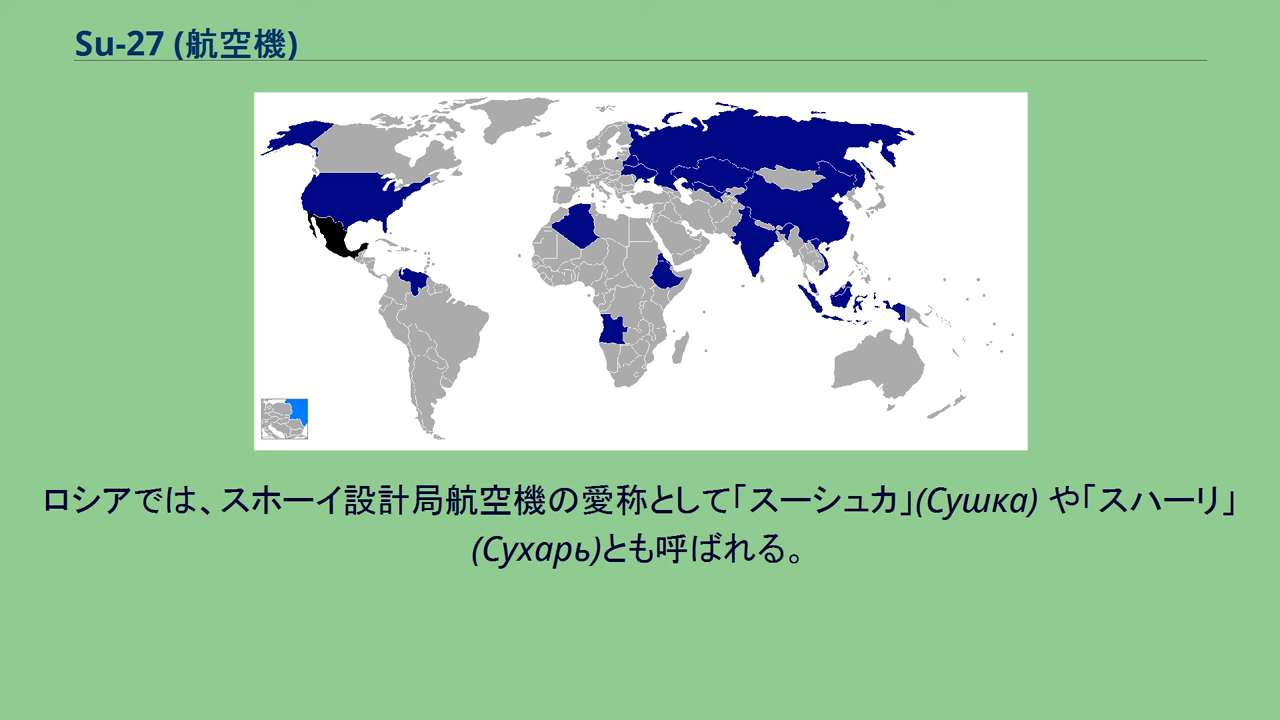 Su-27 (航空機)
ロシアでは、スホーイ設計局航空機の愛称として「スーシュカ」(Сушка) や「スハーリ」
(Сухарь)とも呼ばれる。